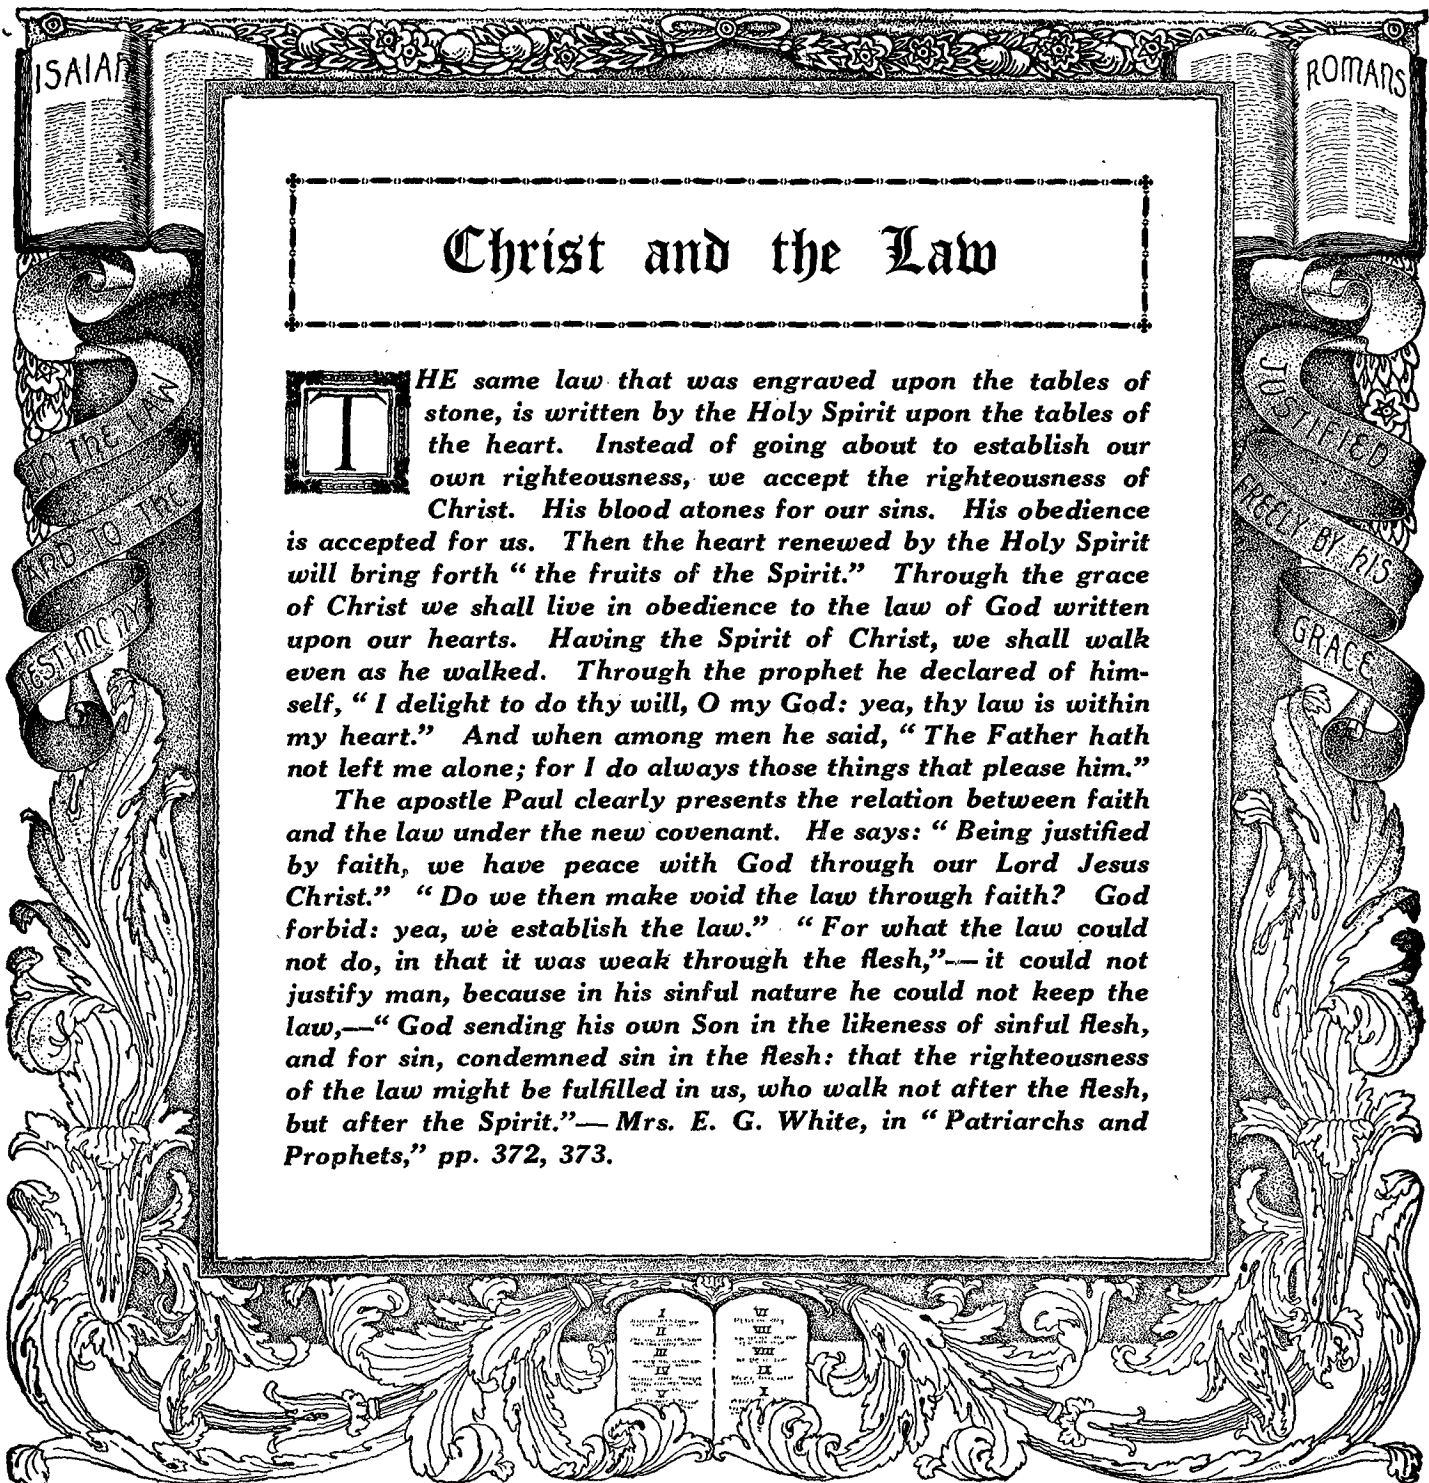 ISAIAH
ROMANS
Christ and the Law
TO THE LAW
AND TO THE
TESTIMONY
JUSTIFIED
FREELY BY HIS
GRACE
THE same law that was engraved upon the tables of
stone, is written by the Holy Spirit upon the tables of
the heart. Instead of going about to establish our
own righteousness, we accept the righteousness of
Christ. His blood atones for our sins. His obedience
is accepted for us. Then the heart renewed by the Holy Spirit
will bring forth “ the fruits of the Spirit.” Through the grace
of Christ we shall live in obedience to the law of God written
upon our hearts. Having the Spirit of Christ, we shall walk
even as he walked. Through the prophet he declared of him-
self, “ I delight to do thy will, O my God: yea, thy law is within
my heart.” And when among men he said, “ The Father hath
not left me alone; for I do always those things that please him.”
The apostle Paul clearly presents the relation between faith
and the law under the new covenant. He says: “ Being justified
by faith, we have peace with God through our Lord Jesus
Christ.” “ Do we then make void the law through faith? God
forbid: yea, we establish the law.” “ For what the law could
not do, in that it was weak through the flesh,”— it could not
justify man, because in his sinful nature he could not keep the
law,—“ God sending his own Son in the likeness of sinful flesh,
and for sin, condemned sin in the flesh: that the righteousness
of the law might be fulfilled in us, who walk not after the flesh,
but after the Spirit.”— Mrs. E. G. White, in “ Patriarchs and
Prophets,” pp. 372, 373.
I
II
III
IV
V
VI
VII
VIII
IX
X